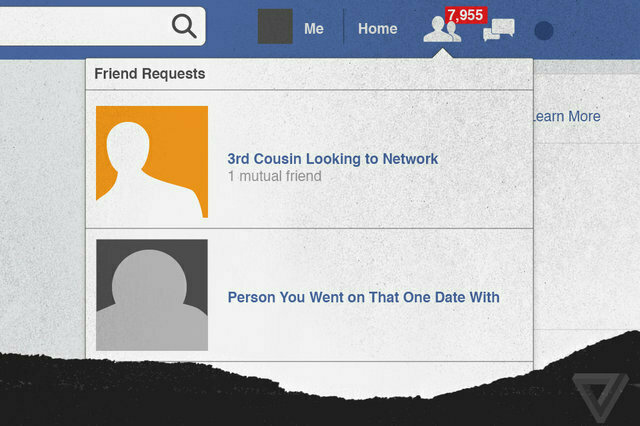 Me
Home
7,955
Friend Requests
Learn More
3rd Cousin Looking to Network
1 mutual friend
Person You Went on That One Date With